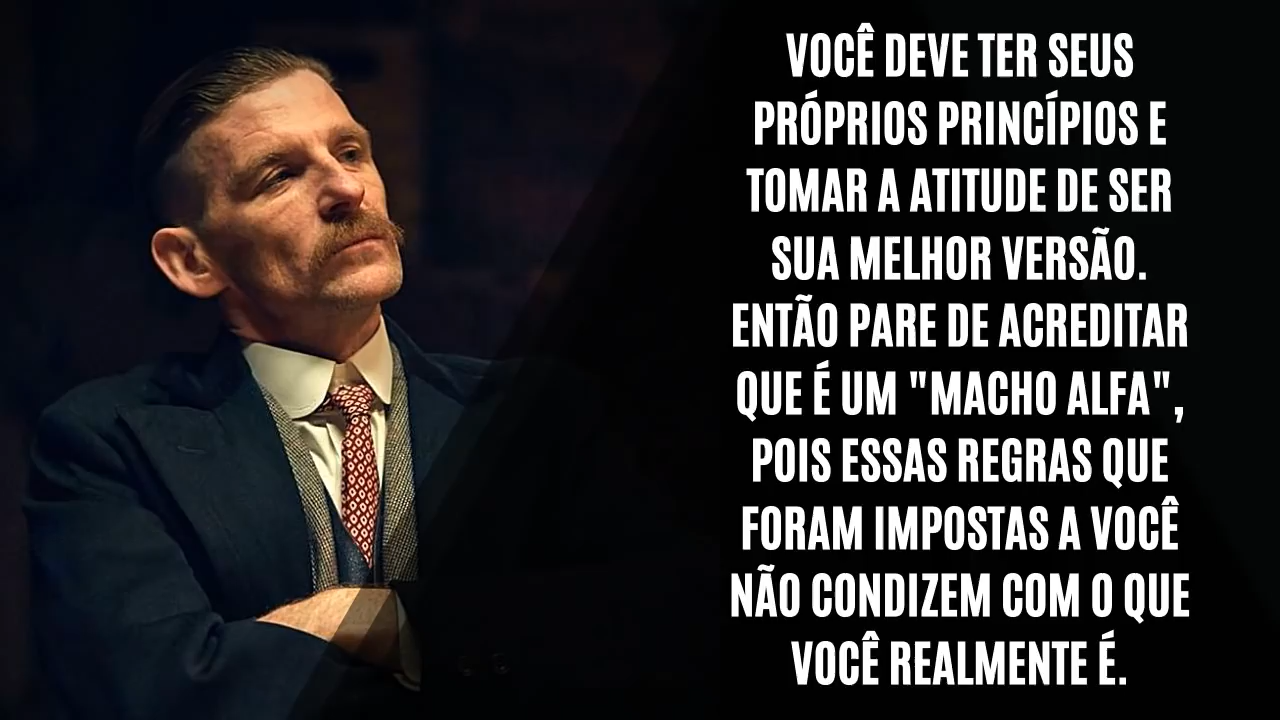 VOCÊ DEVE TER SEUS
PRÓPRIOS PRINCÍPIOS E
TOMAR A ATITUDE DE SER
SUA MELHOR VERSÃO.
ENTÃO PARE DE ACREDITAR
QUE É UM "MACHO ALFA",
POIS ESSAS REGRAS QUE
FORAM IMPOSTAS A VOCÊ
NÃO CONDIZEM COM O QUE
VOCÊ REALMENTE É.